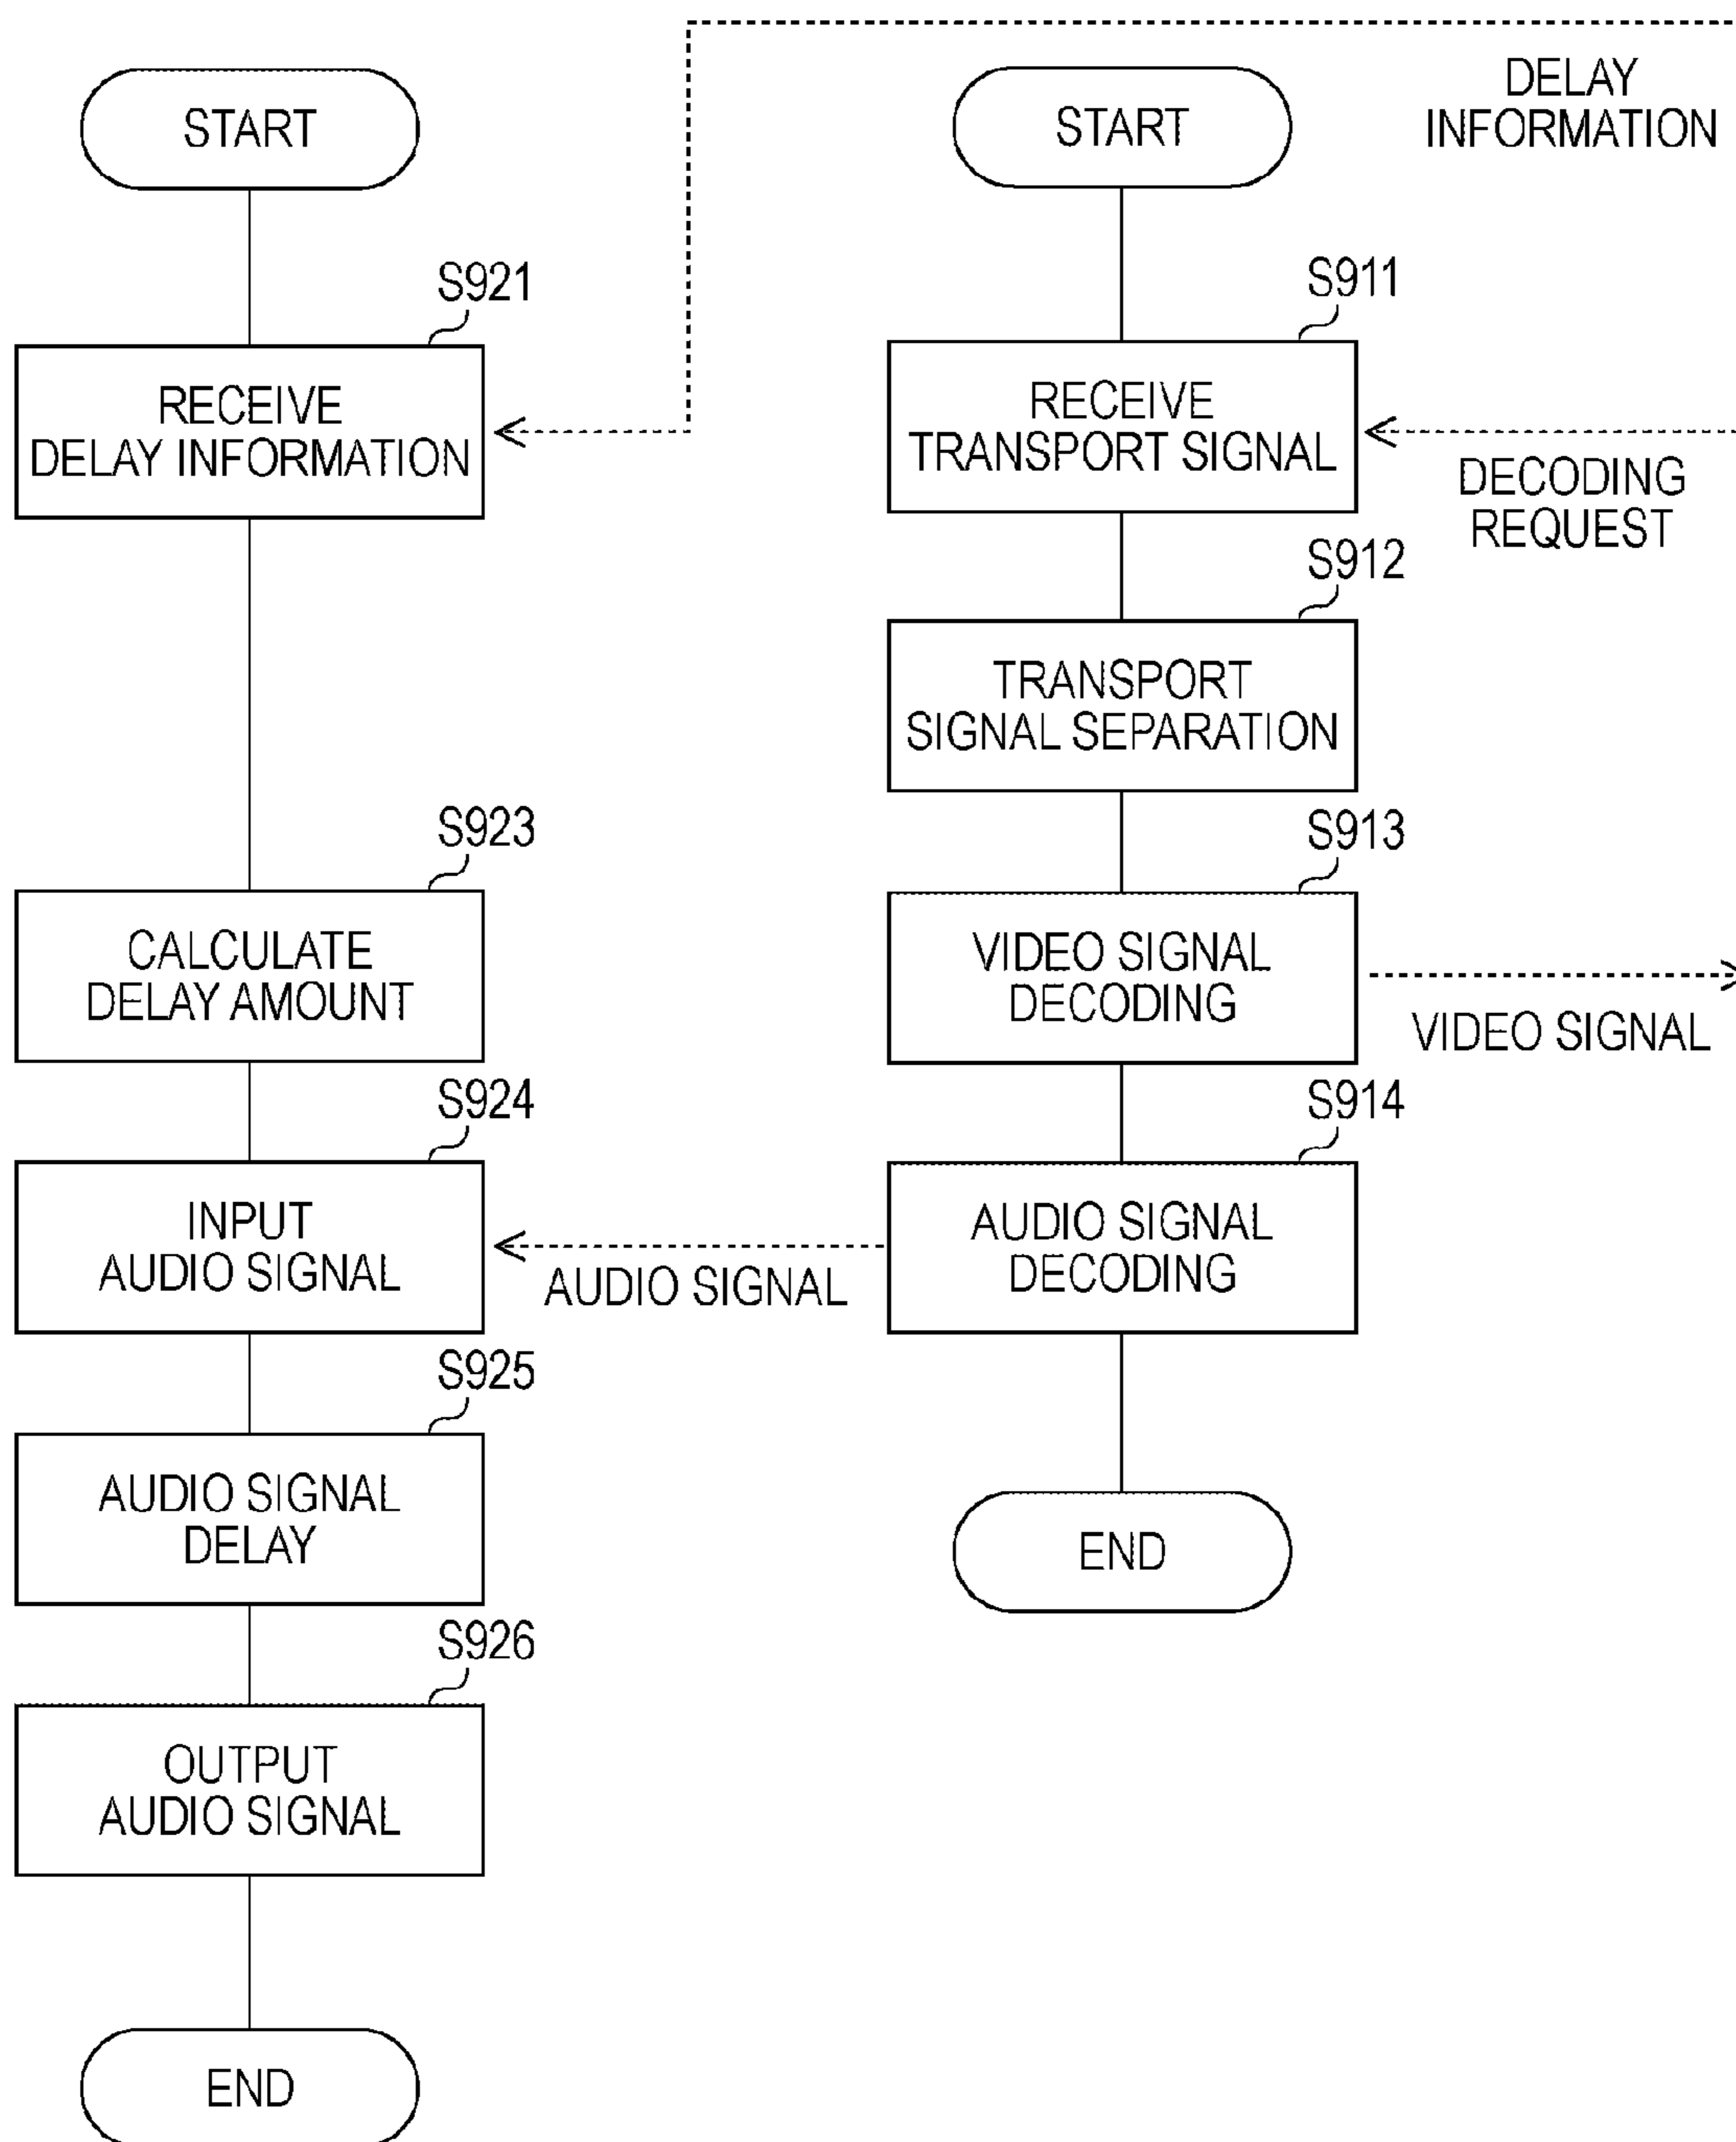 START
S921
RECEIVE
DELAY INFORMATION
S923
CALCULATE
DELAY AMOUNT
S924
INPUT
AUDIO SIGNAL
S925
AUDIO SIGNAL
DELAY
S926
OUTPUT
AUDIO SIGNAL
END
AUDIO SIGNAL
START
S911
RECEIVE
TRANSPORT SIGNAL
S912
TRANSPORT
SIGNAL SEPARATION
S913
VIDEO SIGNAL
DECODING
S914
AUDIO SIGNAL
DECODING
END
DELAY
INFORMATION
DECODING
REQUEST
VIDEO SIGNAL